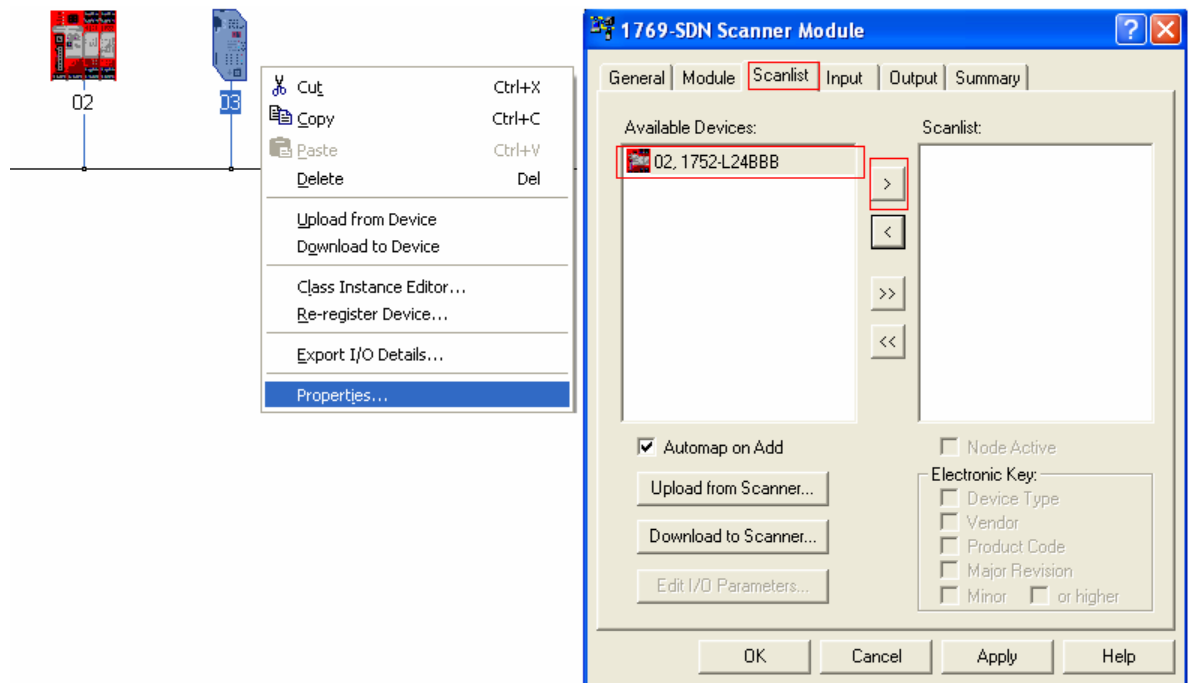 02
03
Cut Ctrl+X
Copy Ctrl+C
Paste Ctrl+V
Delete Del
Upload from Device
Download to Device
Class Instance Editor...
Re-register Device...
Export I/O Details...
Properties...
1769-SDN Scanner Module
General Module Scanlist Input Output Summary
Available Devices: Scanlist:
02, 1752-L24BBB
>
<
>>
<<
Automap on Add
Upload from Scanner...
Download to Scanner...
Edit I/O Parameters...
Node Active
Electronic Key:
Device Type
Vendor
Product Code
Major Revision
Minor or higher
OK Cancel Apply Help